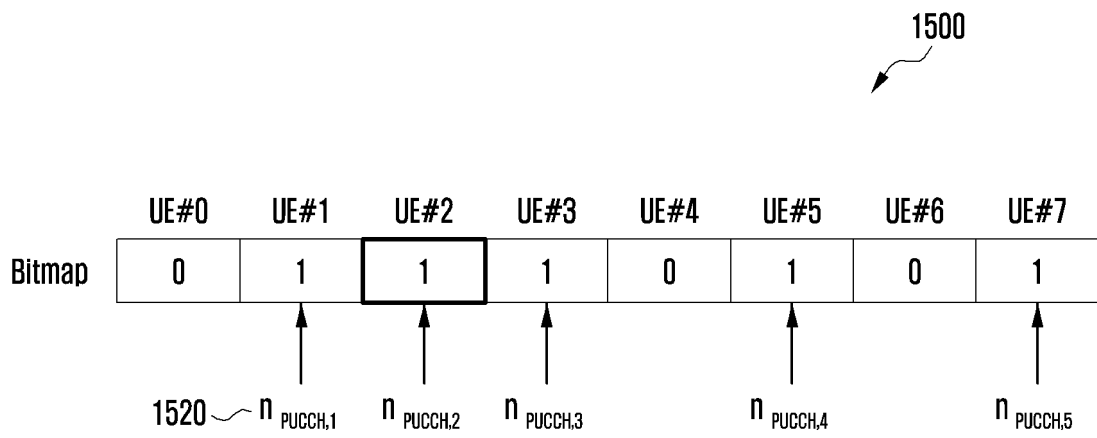 1500
UE#0 UE#1 UE#2 UE#3 UE#4 UE#5 UE#6 UE#7
Bitmap 0 1 1 1 0 1 0 1
1520 n PUCCH,1 n PUCCH,2 n PUCCH,3 n PUCCH,4 n PUCCH,5